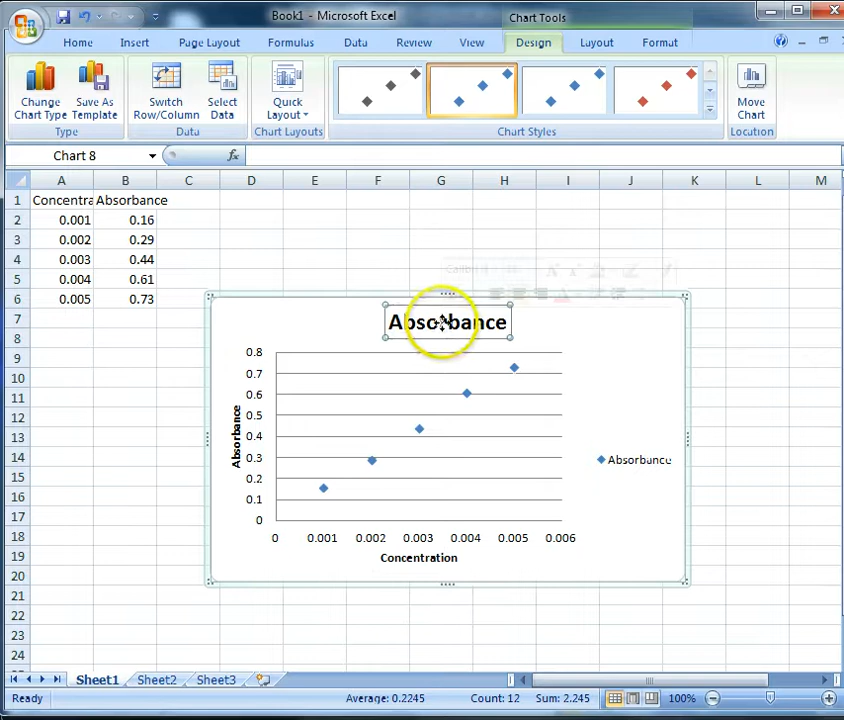 Book1 - Microsoft Excel
Chart Tools
Home Insert Page Layout Formulas Data Review View Design Layout Format
Change Chart Type
Save As Template
Switch Row/Column
Select Data
Quick Layout
Type Data Chart Layouts Chart Styles
Move Chart
Location
Chart 8
fx
A B C D E F G H I J K L M
1 Concentra Absorbance
2 0.001 0.16
3 0.002 0.29
4 0.003 0.44
5 0.004 0.61
6 0.005 0.73
7
8
9
10
11
12
13
14
15
16
17
18
19
20
21
22
23
24
Absorbance
0.8
0.7
0.6
0.5
0.4
0.3
0.2
0.1
0
Absorbance
0 0.001 0.002 0.003 0.004 0.005 0.006
Concentration
Absorbance
Sheet1 Sheet2 Sheet3
Ready Average: 0.2245 Count: 12 Sum: 2.245 100%